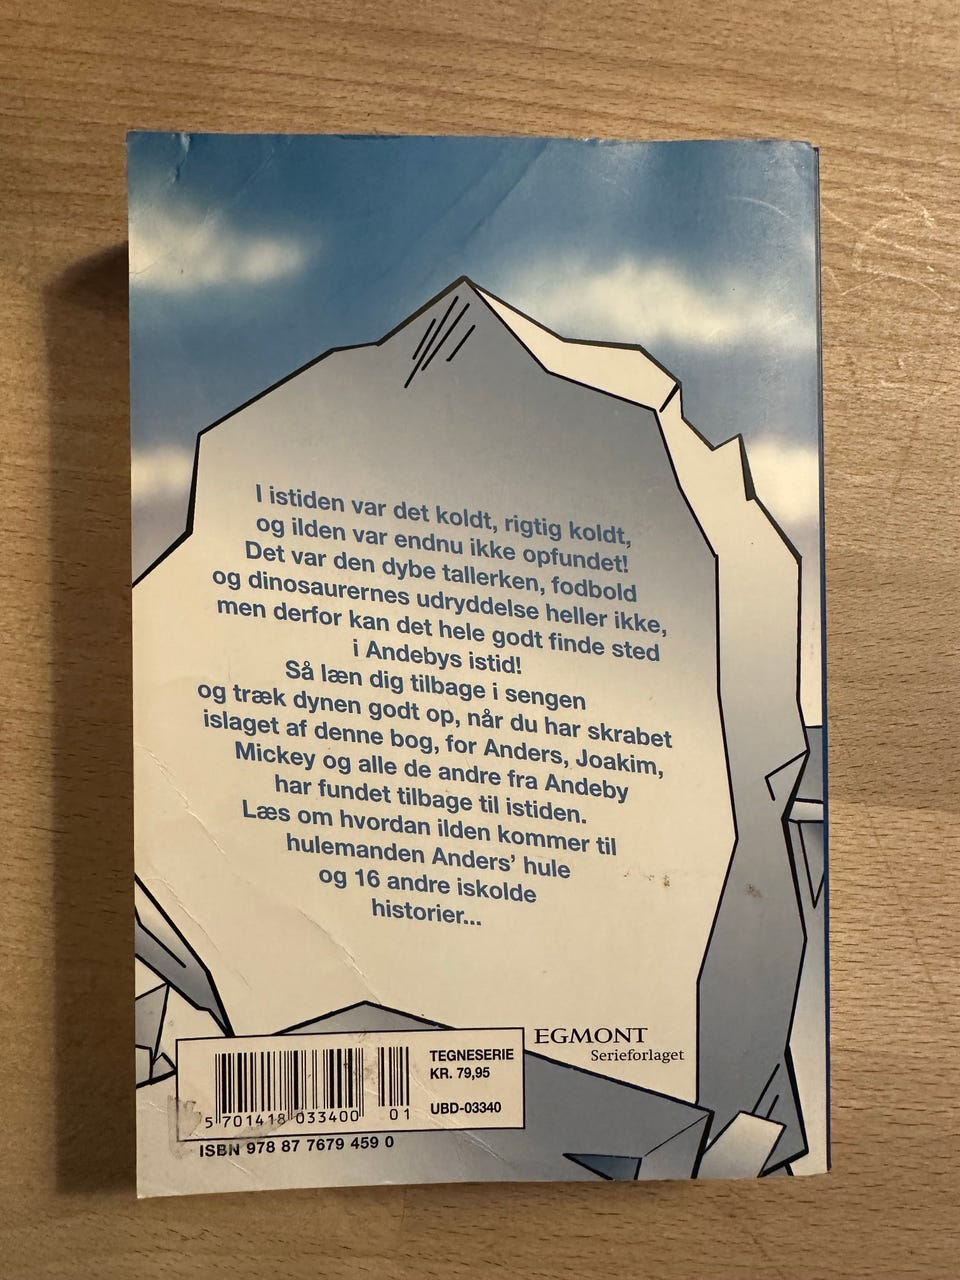 I istiden var det koldt, rigtig koldt,
og ilden var endnu ikke opfundet!
Det var den dybe tallerken, fodbold
og dinosaurernes udryddelse heller ikke,
men derfor kan det hele godt finde sted
i Andebys istid!
Så læn dig tilbage i sengen
og træk dynen godt op, når du har skrabet
islaget af denne bog, for Anders, Joakim,
Mickey og alle de andre fra Andeby
har fundet tilbage til istiden.
Læs om hvordan ilden kommer til
hulemanden Anders’ hule
og 16 andre iskolde
historier...
EGMONT
Serieforlaget
TEGNESERIE
KR. 79,95
UBD-03340
5 701418 033400 01
ISBN 978 87 7679 459 0